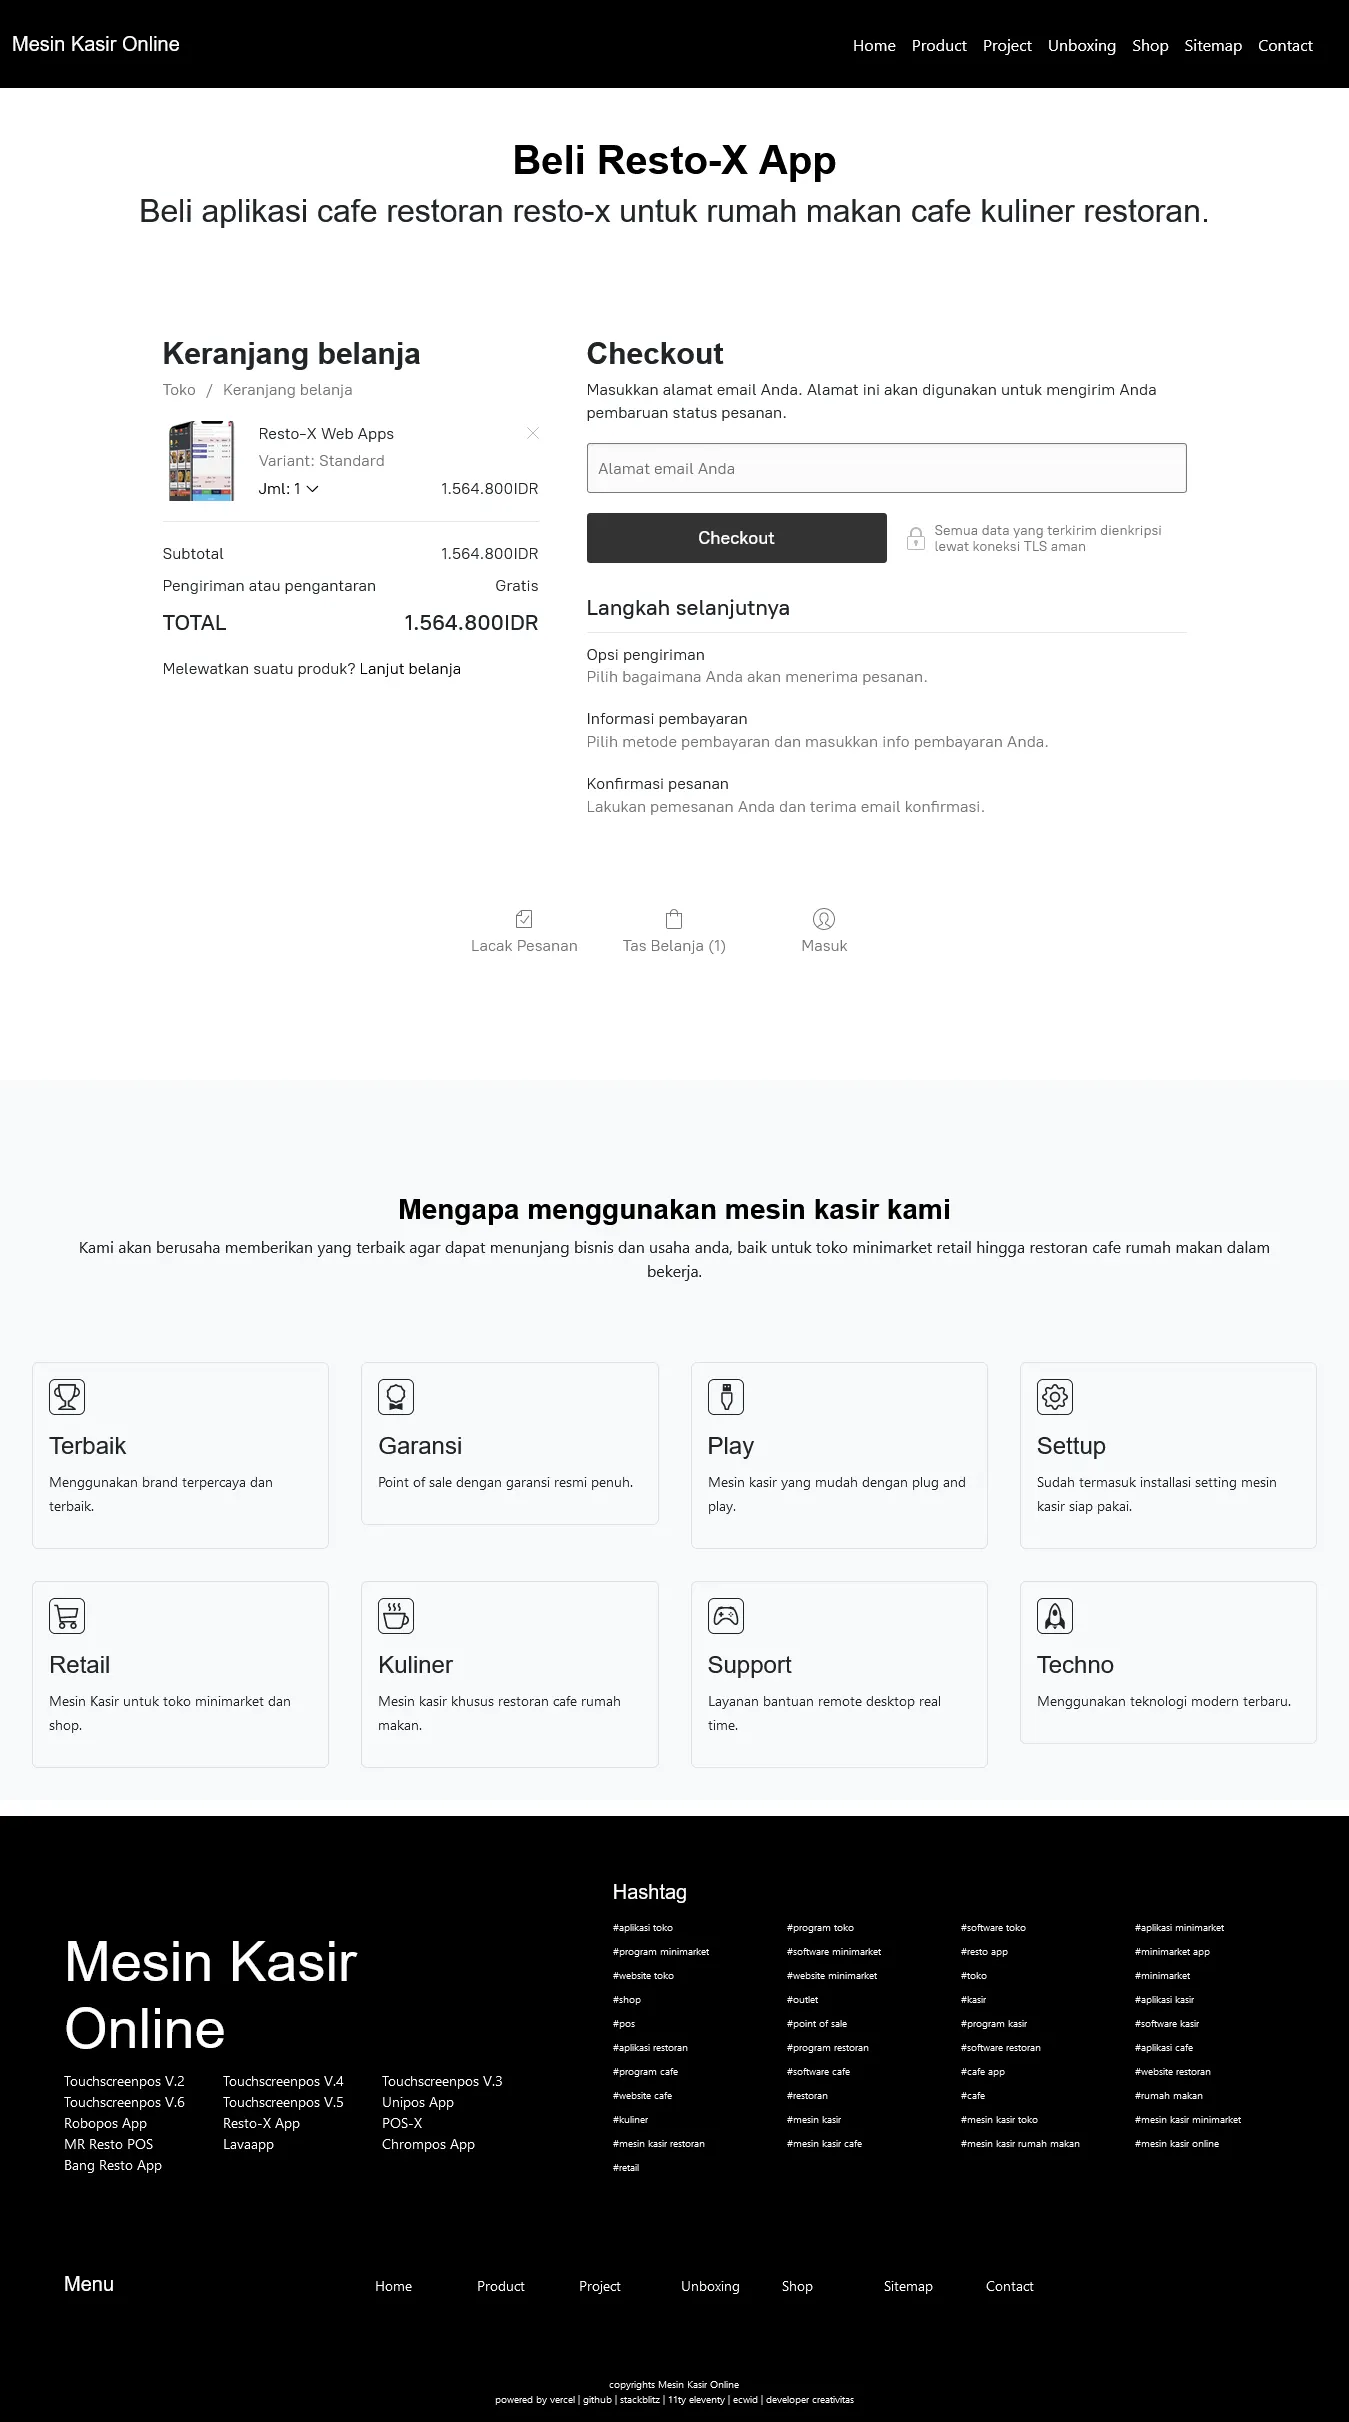 Mesin Kasir Online
Home Product Project Unboxing Shop Sitemap Contact
Beli Resto-X App
Beli aplikasi cafe restoran resto-x untuk rumah makan cafe kuliner restoran.
Keranjang belanja
Toko / Keranjang belanja
Resto-X Web Apps
Variant: Standard
Jml: 1 1.564.800IDR
Subtotal 1.564.800IDR
Pengiriman atau pengantaran Gratis
TOTAL 1.564.800IDR
Melewatkan suatu produk? Lanjut belanja
Checkout
Masukkan alamat email Anda. Alamat ini akan digunakan untuk mengirim Anda
pembaruan status pesanan.
Alamat email Anda
Checkout
Semua data yang terkirim dienkripsi
lewat koneksi TLS aman
Langkah selanjutnya
Opsi pengiriman
Pilih bagaimana Anda akan menerima pesanan.
Informasi pembayaran
Pilih metode pembayaran dan masukkan info pembayaran Anda.
Konfirmasi pesanan
Lakukan pemesanan Anda dan terima email konfirmasi.
Lacak Pesanan Tas Belanja (1) Masuk
Mengapa menggunakan mesin kasir kami
Kami akan berusaha memberikan yang terbaik agar dapat menunjang bisnis dan usaha anda, baik untuk toko minimarket retail hingga restoran cafe rumah makan dalam
bekerja.
Terbaik
Menggunakan brand terpercaya dan
terbaik.
Garansi
Point of sale dengan garansi resmi penuh.
Play
Mesin kasir yang mudah dengan plug and
play.
Settup
Sudah termasuk installasi setting mesin
kasir siap pakai.
Retail
Mesin Kasir untuk toko minimarket dan
shop.
Kuliner
Mesin kasir khusus restoran cafe rumah
makan.
Support
Layanan bantuan remote desktop real
time.
Techno
Menggunakan teknologi modern terbaru.
Mesin Kasir
Online
Touchscreenpos V.2 Touchscreenpos V.4 Touchscreenpos V.3
Touchscreenpos V.6 Touchscreenpos V.5 Unipos App
Robopos App Resto-X App POS-X
MR Resto POS Lavaapp Chrompos App
Bang Resto App
Hashtag
#aplikasi toko #program toko #software toko #aplikasi minimarket
#program minimarket #software minimarket #resto app #minimarket app
#website toko #website minimarket #toko #minimarket
#shop #outlet #kasir #aplikasi kasir
#pos #point of sale #program kasir #software kasir
#aplikasi restoran #program restoran #software restoran #aplikasi cafe
#program cafe #software cafe #cafe app #website restoran
#website cafe #restoran #cafe #rumah makan
#kuliner #mesin kasir #mesin kasir toko #mesin kasir minimarket
#mesin kasir restoran #mesin kasir cafe #mesin kasir rumah makan #mesin kasir online
#retail
Menu Home Product Project Unboxing Shop Sitemap Contact
copyrights Mesin Kasir Online
powered by vercel | github | stackblitz | 11ty eleventy | ecwid | developer creativitas